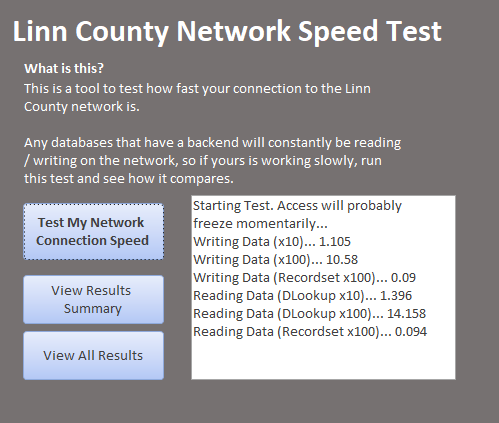 Linn County Network Speed Test
What is this?
This is a tool to test how fast your connection to the Linn
County network is.
Any databases that have a backend will constantly be reading
/ writing on the network, so if yours is working slowly, run
this test and see how it compares.
Test My Network
Connection Speed
View Results
Summary
View All Results
Starting Test. Access will probably
freeze momentarily...
Writing Data (x10)... 1.105
Writing Data (x100)... 10.58
Writing Data (Recordset x100)... 0.09
Reading Data (DLookup x10)... 1.396
Reading Data (DLookup x100)... 14.158
Reading Data (Recordset x100)... 0.094